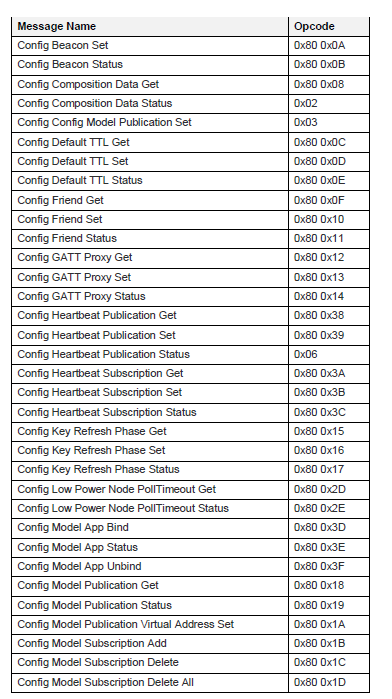 Message Name Opcode
Config Beacon Set 0x80 0x0A
Config Beacon Status 0x80 0x0B
Config Composition Data Get 0x80 0x08
Config Composition Data Status 0x02
Config Config Model Publication Set 0x03
Config Default TTL Get 0x80 0x0C
Config Default TTL Set 0x80 0x0D
Config Default TTL Status 0x80 0x0E
Config Friend Get 0x80 0x0F
Config Friend Set 0x80 0x10
Config Friend Status 0x80 0x11
Config GATT Proxy Get 0x80 0x12
Config GATT Proxy Set 0x80 0x13
Config GATT Proxy Status 0x80 0x14
Config Heartbeat Publication Get 0x80 0x38
Config Heartbeat Publication Set 0x80 0x39
Config Heartbeat Publication Status 0x06
Config Heartbeat Subscription Get 0x80 0x3A
Config Heartbeat Subscription Set 0x80 0x3B
Config Heartbeat Subscription Status 0x80 0x3C
Config Key Refresh Phase Get 0x80 0x15
Config Key Refresh Phase Set 0x80 0x16
Config Key Refresh Phase Status 0x80 0x17
Config Low Power Node PollTimeout Get 0x80 0x2D
Config Low Power Node PollTimeout Status 0x80 0x2E
Config Model App Bind 0x80 0x3D
Config Model App Status 0x80 0x3E
Config Model App Unbind 0x80 0x3F
Config Model Publication Get 0x80 0x18
Config Model Publication Status 0x80 0x19
Config Model Publication Virtual Address Set 0x80 0x1A
Config Model Subscription Add 0x80 0x1B
Config Model Subscription Delete 0x80 0x1C
Config Model Subscription Delete All 0x80 0x1D